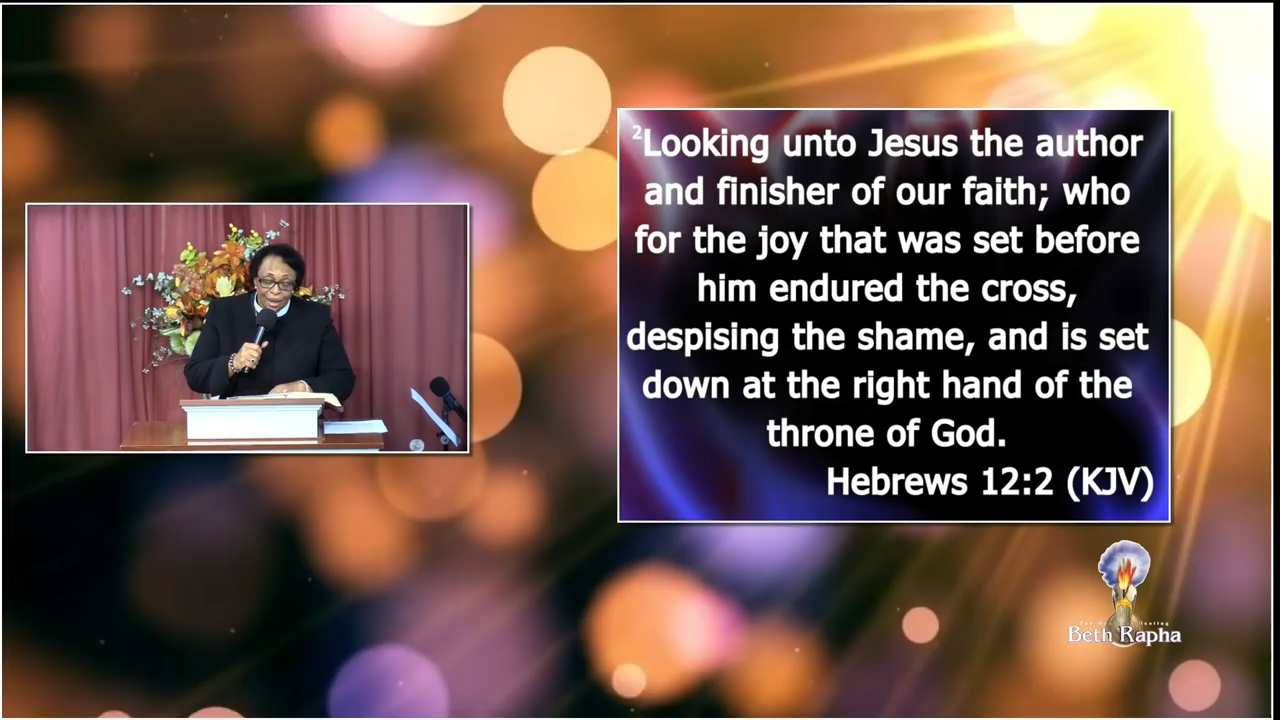 ²Looking unto Jesus the author
and finisher of our faith; who
for the joy that was set before
him endured the cross,
despising the shame, and is set
down at the right hand of the
throne of God.
Hebrews 12:2 (KJV)
Beth Rapha